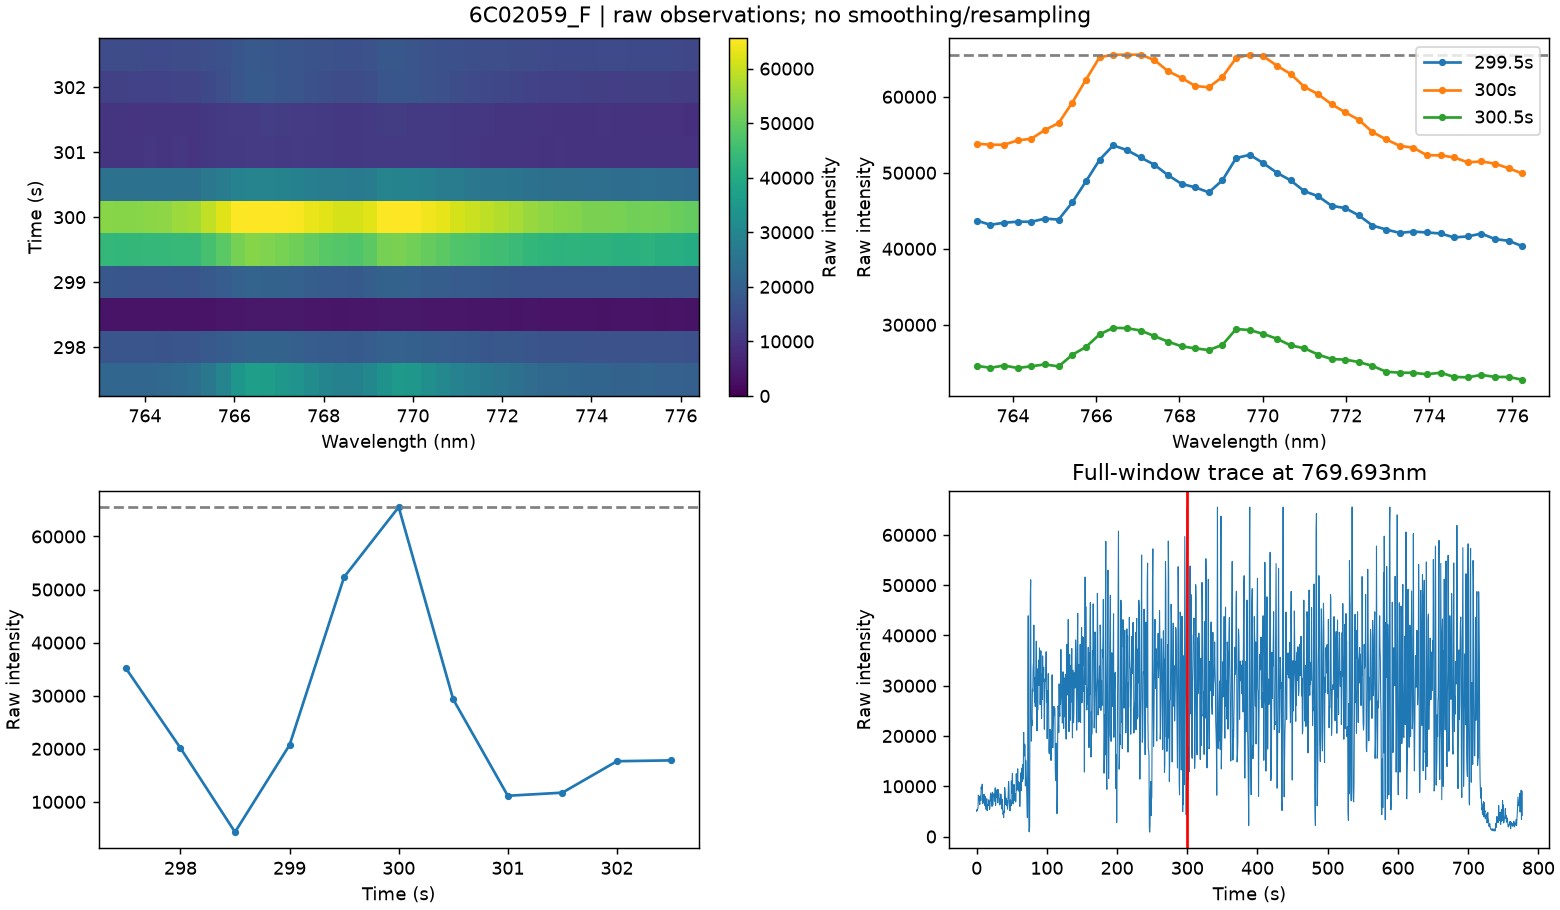 6C02059_F | raw observations; no smoothing/resampling
302
301
300
299
298
Time (s)
764 766 768 770 772 774 776
Wavelength (nm)
60000
50000
40000
30000
20000
10000
0
Raw intensity
299.5s
300s
300.5s
60000
50000
40000
30000
Raw intensity
764 766 768 770 772 774 776
Wavelength (nm)
60000
50000
40000
30000
20000
10000
Raw intensity
298 299 300 301 302
Time (s)
Full-window trace at 769.693nm
60000
50000
40000
30000
20000
10000
0
Raw intensity
0 100 200 300 400 500 600 700 800
Time (s)